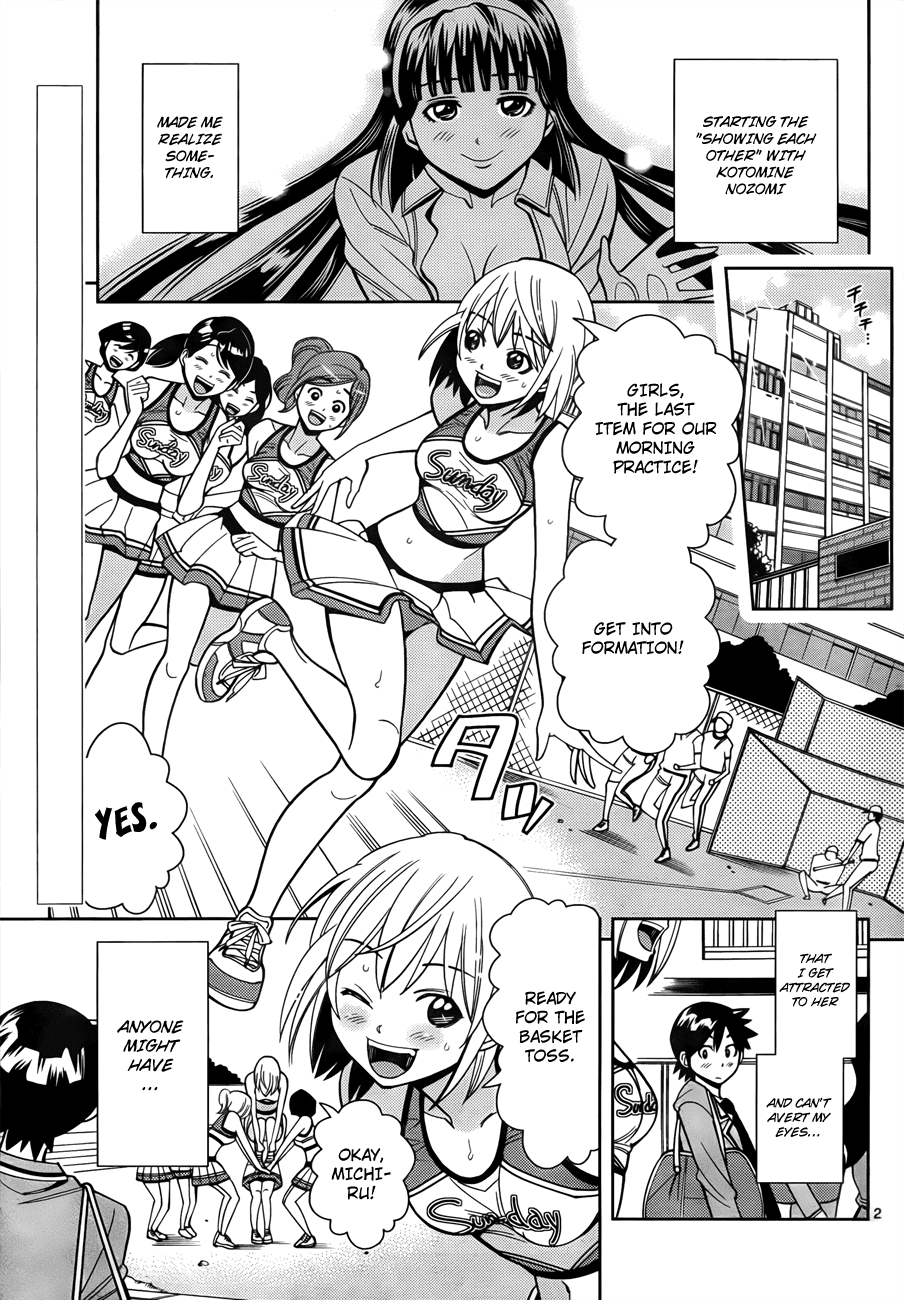 STARTING THE
"SHOWING EACH
OTHER" WITH
KOTOMINE
NOZOMI
MADE ME
REALIZE
SOME-
THING.
チチチ...
GIRLS,
THE LAST
ITEM FOR OUR
MORNING
PRACTICE!
GET INTO
FORMATION!
Sunday
Sunday
Sunday
タッ
YES.
THAT
I GET
ATTRACTED
TO HER
AND CAN'T
AVERT MY
EYES...
Sunda
READY
FOR THE
BASKET
TOSS.
Sunday
OKAY,
MICHI-
RU!
ANYONE
MIGHT
HAVE
...
2